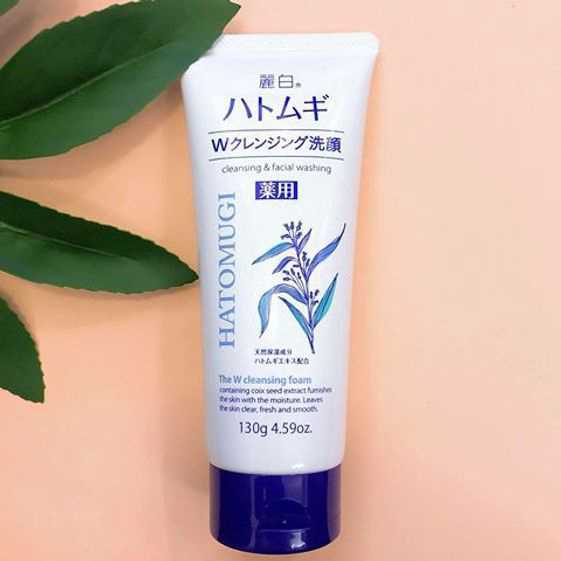 麗白®
ハトムギ
Wクレンジング洗顔
cleansing & facial washing
薬用
HATOMUGI
天然保湿成分
ハトムギエキス配合
The W cleansing foam
containing coix seed extract furnishes
the skin with the moisture. Leaves
the skin clear, fresh and smooth.
130g 4.59oz.